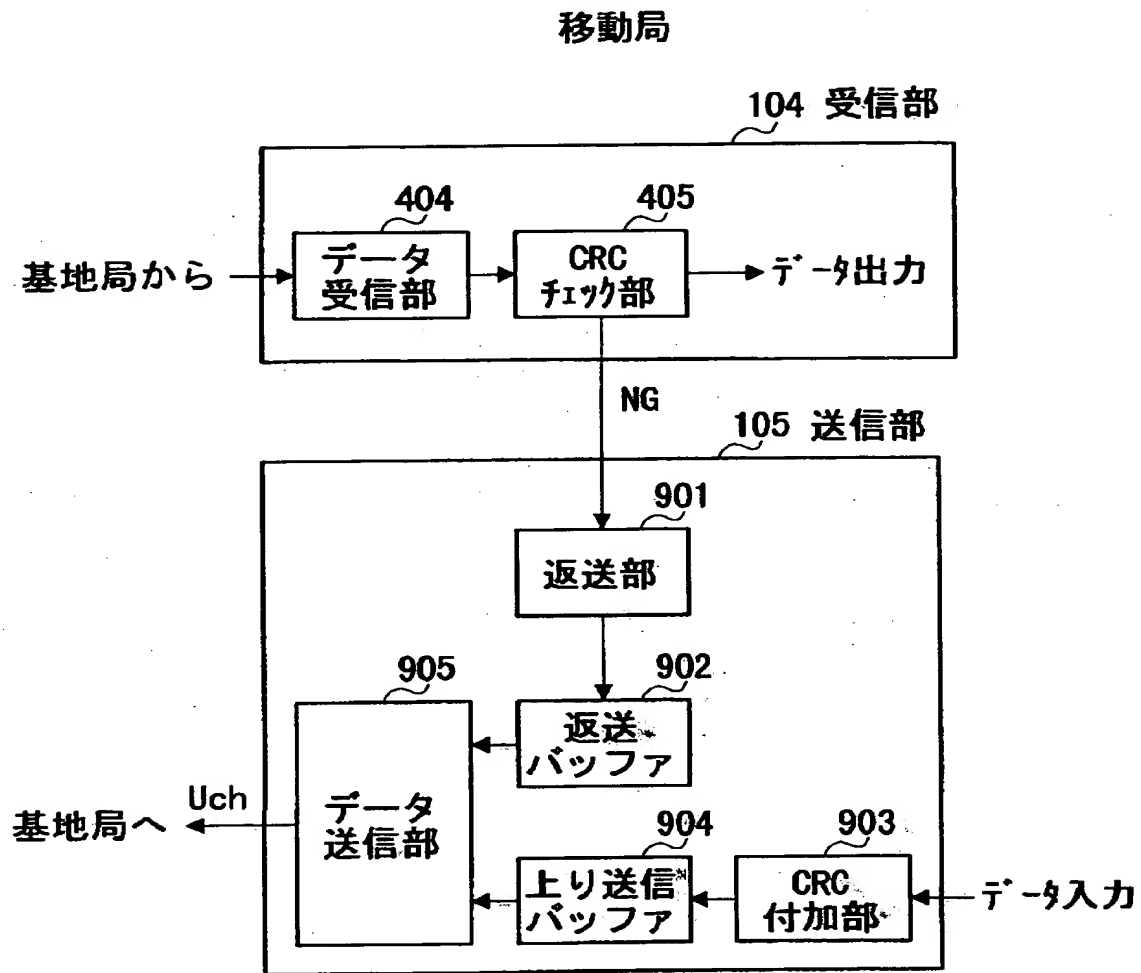 移動局
104 受信部
404
405
基地局から
データ
受信部
CRC
チェック部
データ出力
NG
105 送信部
901
返送部
902
905
返送
バッファ
Uch
基地局へ
データ
送信部
904
903
上り送信
バッファ
CRC
付加部
データ入力